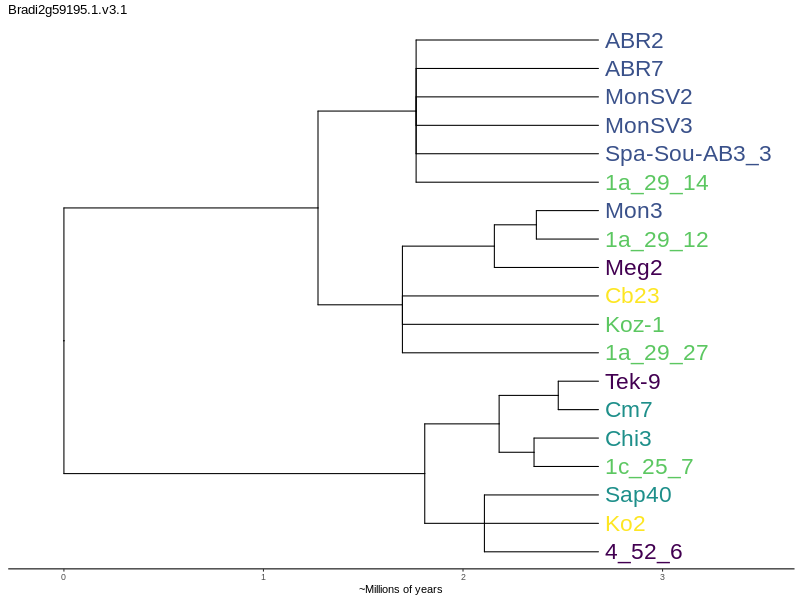 Bradi2g59195.1.v3.1
ABR2
ABR7
MonSV2
MonSV3
Spa-Sou-AB3_3
1a_29_14
Mon3
1a_29_12
Meg2
Cb23
Koz-1
1a_29_27
Tek-9
Cm7
Chi3
1c_25_7
Sap40
Ko2
4_52_6
0 1 2 3
~Millions of years